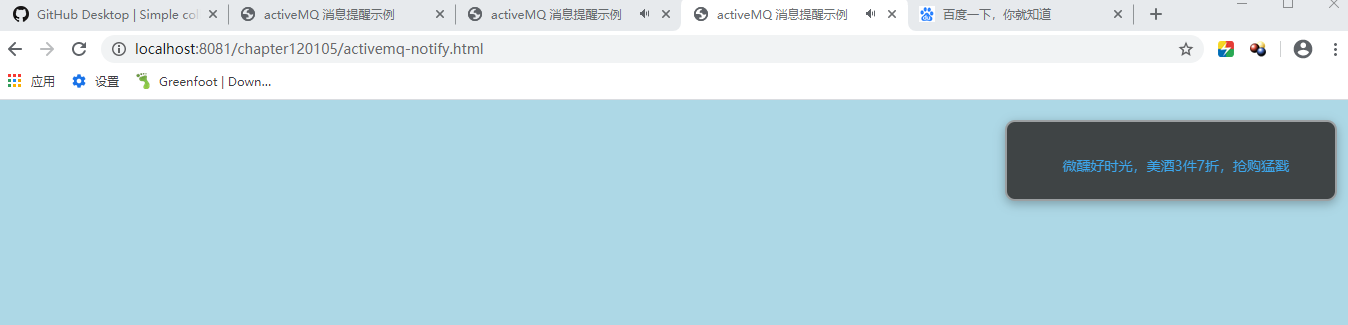 GitHub Desktop | Simple col
activeMQ 消息提醒示例
activeMQ 消息提醒示例
activeMQ 消息提醒示例
百度一下，你就知道
localhost:8081/chapter120105/activemq-notify.html
应用
设置
Greenfoot | Down...
微醺好时光，美酒3件7折，抢购猛戳